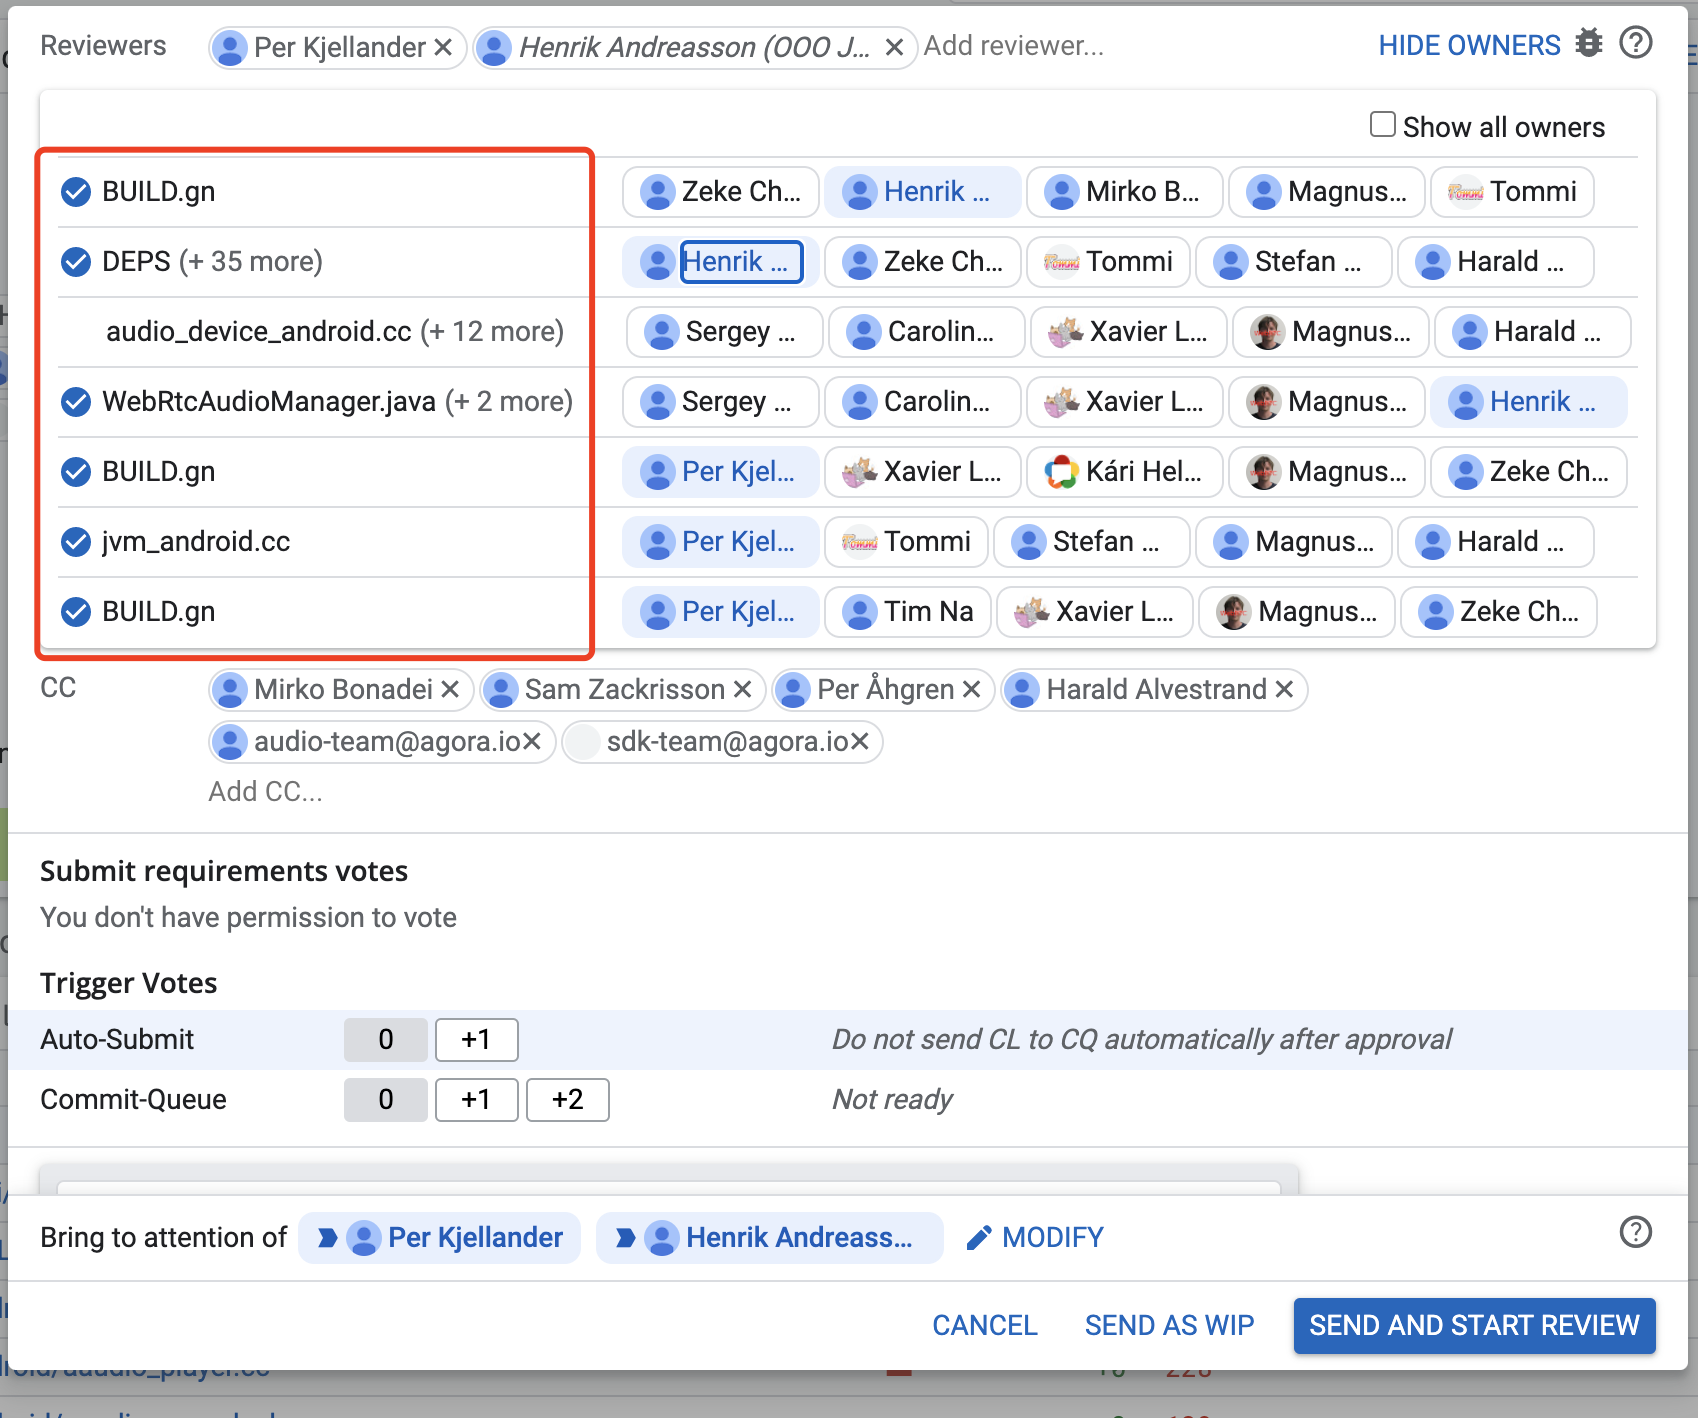 Reviewers Per Kjellander Henrik Andreasson (OOO J... Add reviewer... HIDE OWNERS
Show all owners
BUILD.gn Zeke Ch... Henrik ... Mirko B... Magnus... Tommi
DEPS (+ 35 more) Henrik ... Zeke Ch... Tommi Stefan ... Harald ...
audio_device_android.cc (+ 12 more) Sergey ... Carolin... Xavier L... Magnus... Harald ...
WebRtcAudioManager.java (+ 2 more) Sergey ... Carolin... Xavier L... Magnus... Henrik ...
BUILD.gn Per Kjel... Xavier L... Kári Hel... Magnus... Zeke Ch...
jvm_android.cc Per Kjel... Tommi Stefan ... Magnus... Harald ...
BUILD.gn Per Kjel... Tim Na Xavier L... Magnus... Zeke Ch...
CC Mirko Bonadei Sam Zackrisson Per Åhgren Harald Alvestrand
audio-team@agora.io sdk-team@agora.io
Add CC...
Submit requirements votes
You don't have permission to vote
Trigger Votes
Auto-Submit 0 +1 Do not send CL to CQ automatically after approval
Commit-Queue 0 +1 +2 Not ready
Bring to attention of Per Kjellander Henrik Andreass... MODIFY
CANCEL SEND AS WIP SEND AND START REVIEW